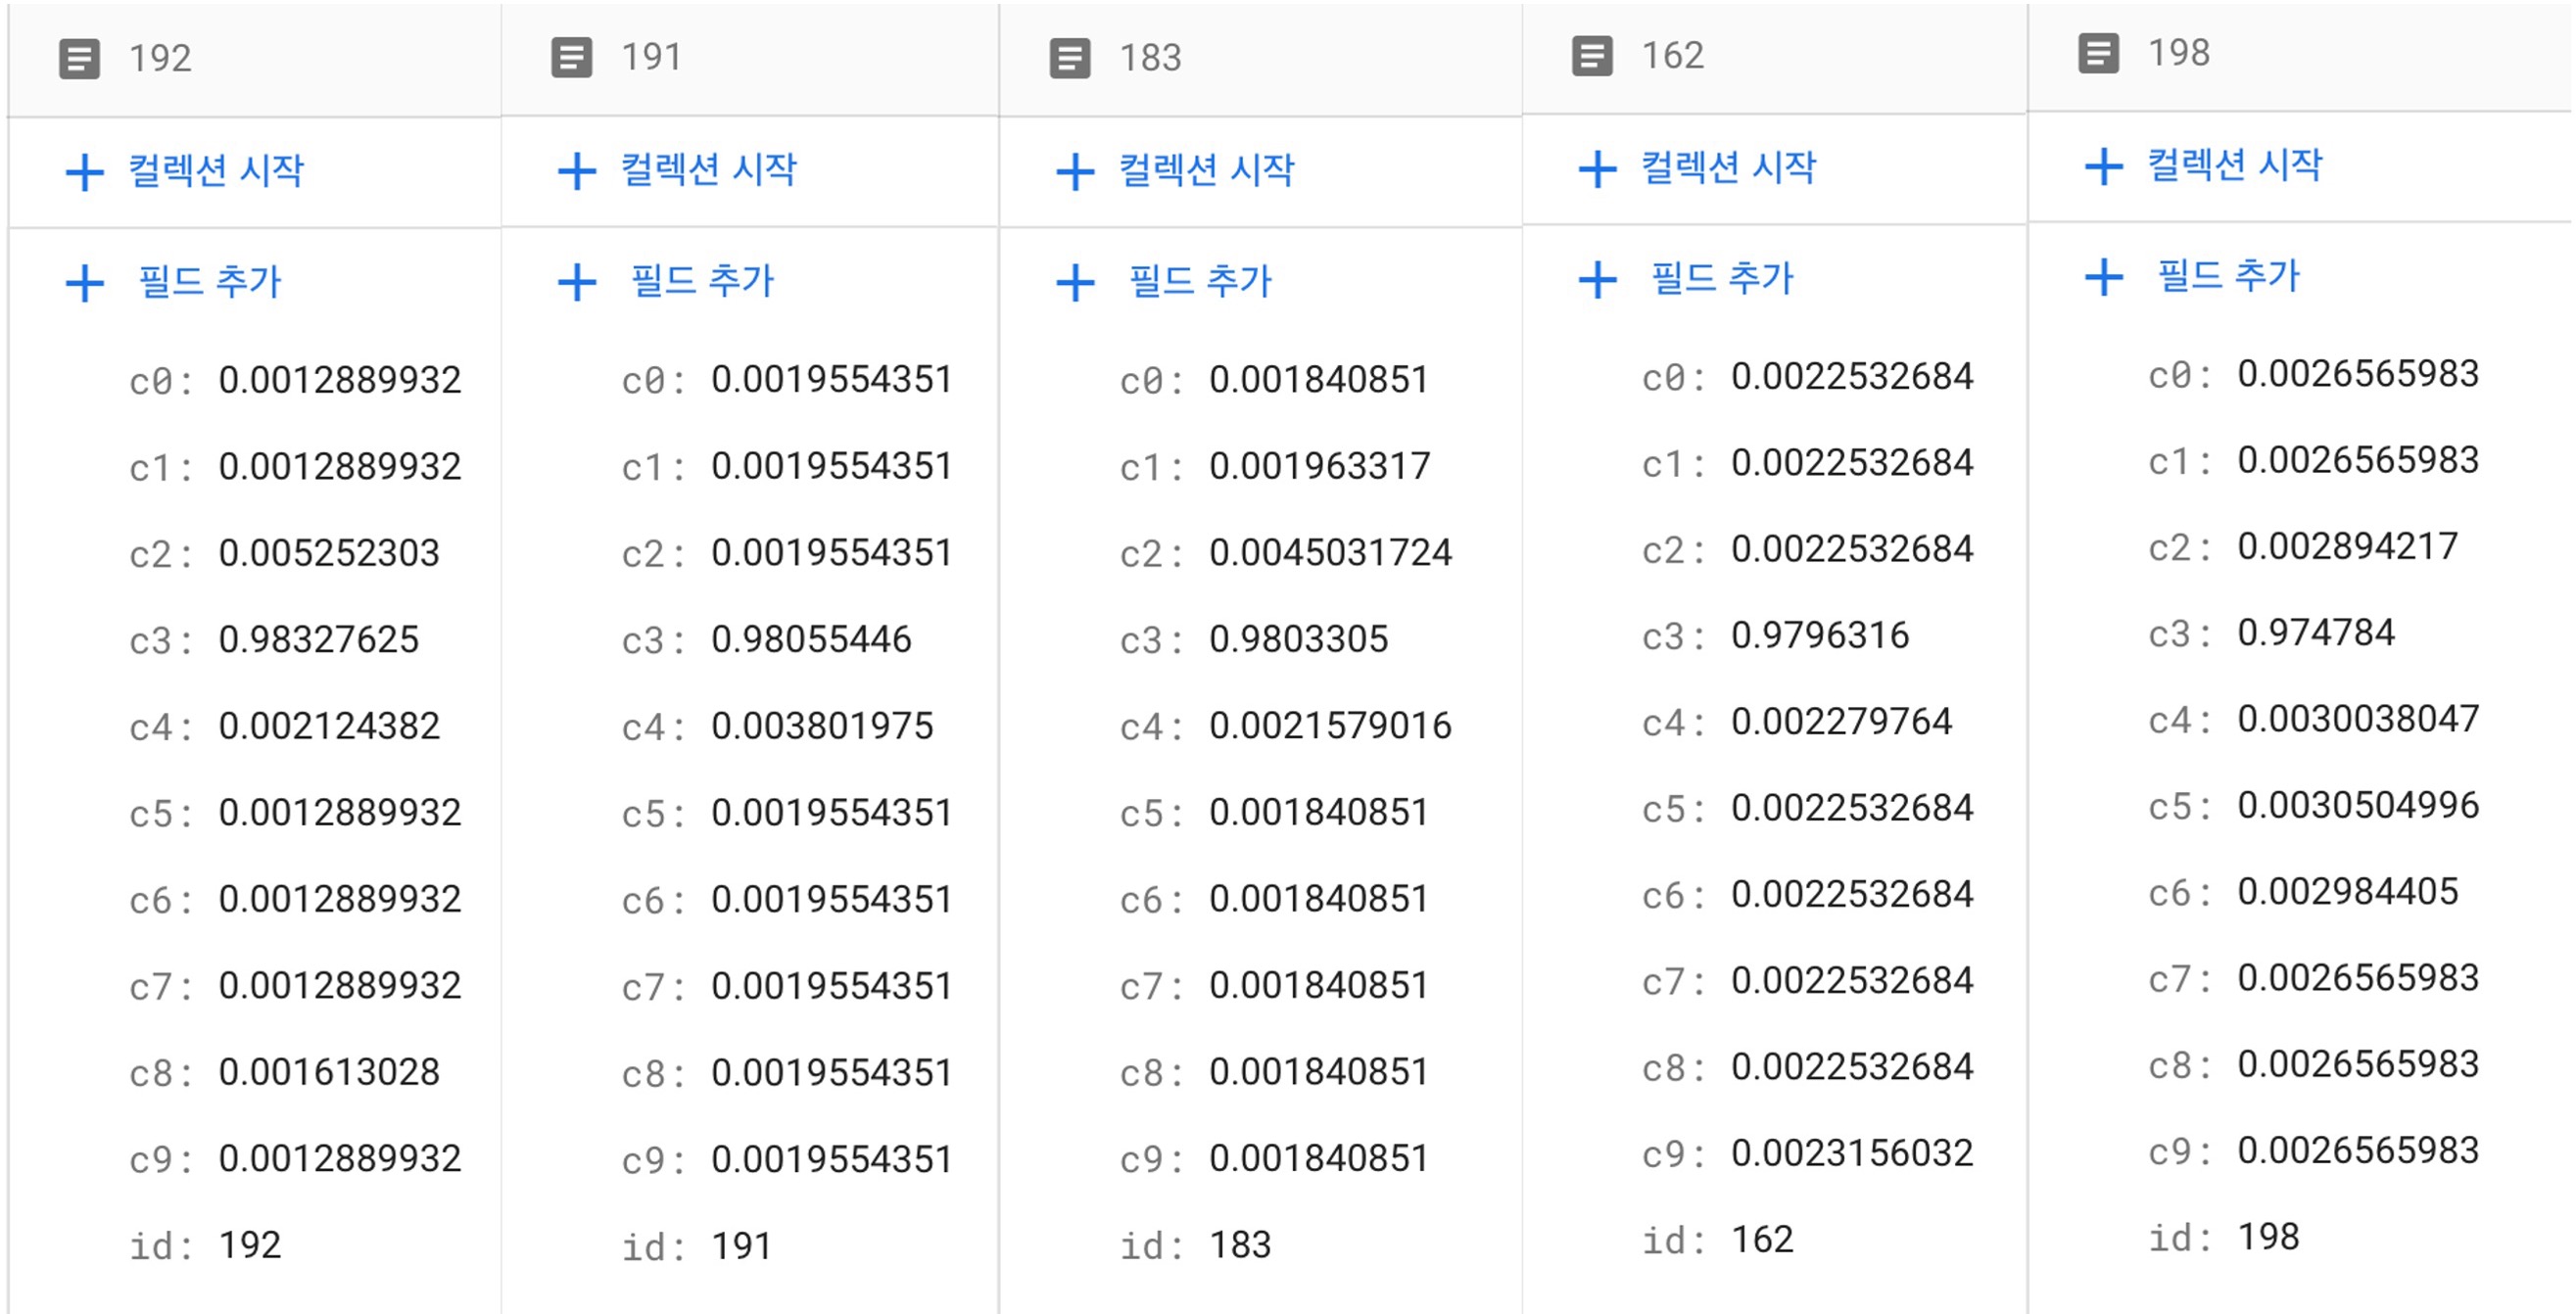 192
컬렉션 시작
필드 추가
c0: 0.0012889932
c1: 0.0012889932
c2: 0.005252303
c3: 0.98327625
c4: 0.002124382
c5: 0.0012889932
c6: 0.0012889932
c7: 0.0012889932
c8: 0.001613028
c9: 0.0012889932
id: 192
191
컬렉션 시작
필드 추가
c0: 0.0019554351
c1: 0.0019554351
c2: 0.0019554351
c3: 0.98055446
c4: 0.003801975
c5: 0.0019554351
c6: 0.0019554351
c7: 0.0019554351
c8: 0.0019554351
c9: 0.0019554351
id: 191
183
컬렉션 시작
필드 추가
c0: 0.001840851
c1: 0.001963317
c2: 0.0045031724
c3: 0.9803305
c4: 0.0021579016
c5: 0.001840851
c6: 0.001840851
c7: 0.001840851
c8: 0.001840851
c9: 0.001840851
id: 183
162
컬렉션 시작
필드 추가
c0: 0.0022532684
c1: 0.0022532684
c2: 0.0022532684
c3: 0.9796316
c4: 0.002279764
c5: 0.0022532684
c6: 0.0022532684
c7: 0.0022532684
c8: 0.0022532684
c9: 0.0023156032
id: 162
198
컬렉션 시작
필드 추가
c0: 0.0026565983
c1: 0.0026565983
c2: 0.002894217
c3: 0.974784
c4: 0.0030038047
c5: 0.0030504996
c6: 0.002984405
c7: 0.0026565983
c8: 0.0026565983
c9: 0.0026565983
id: 198